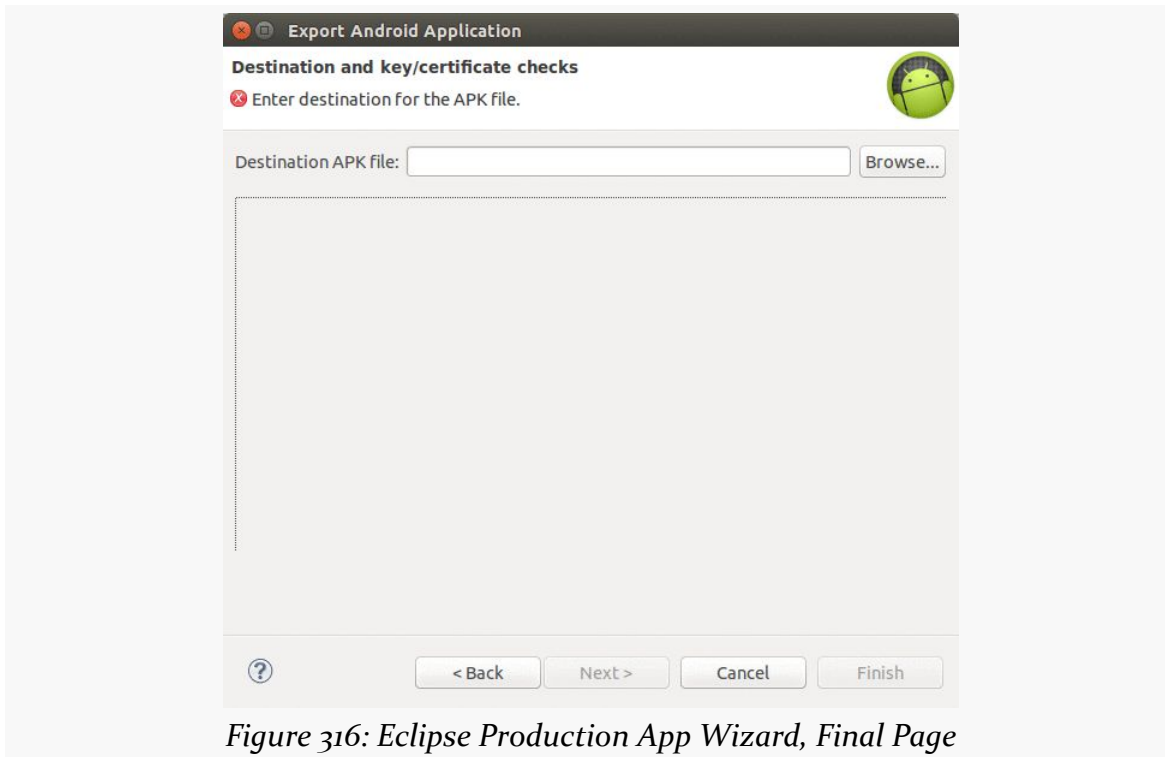 Export Android Application
Destination and key/certificate checks
Enter destination for the APK file.
Destination APK file:
Browse...
?
< Back
Next >
Cancel
Finish
Figure 316: Eclipse Production App Wizard, Final Page